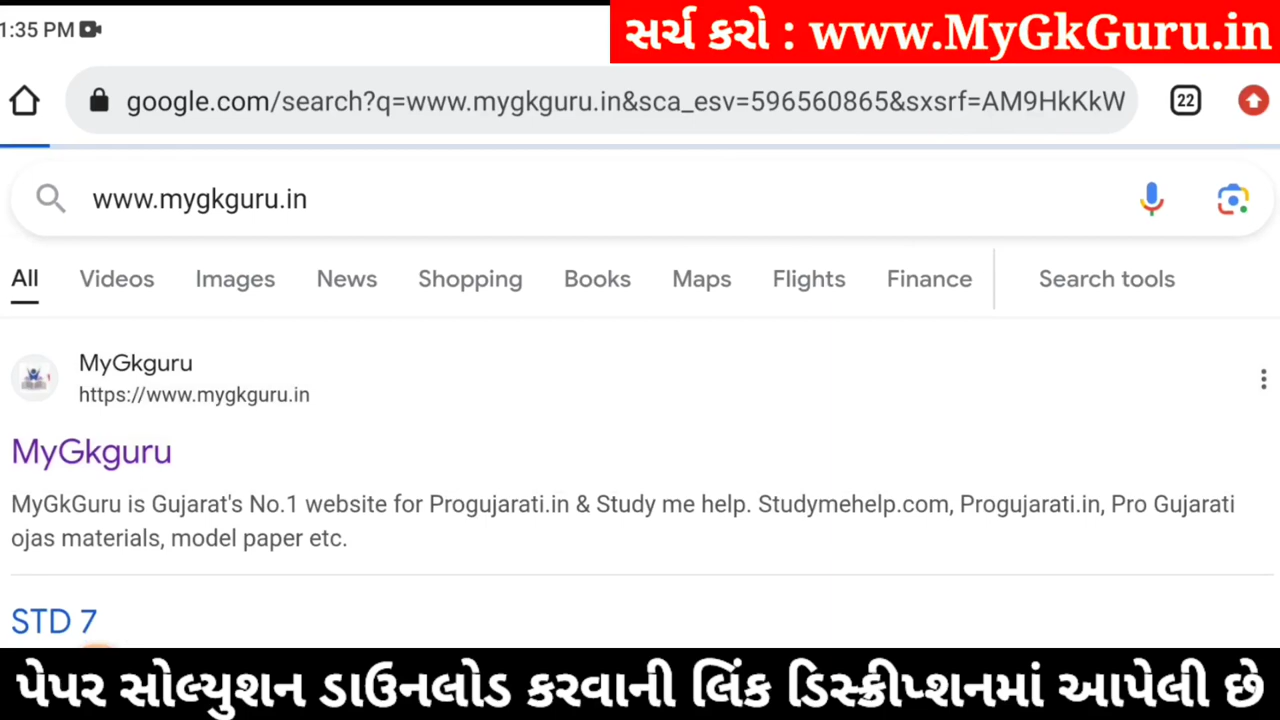 1:35 PM
સર્ચ કરો : www.MyGkGuru.in
google.com/search?q=www.mygkguru.in&sca_esv=596560865&sxsrf=AM9HkKkW
22
www.mygkguru.in
All Videos Images News Shopping Books Maps Flights Finance Search tools
MyGkguru
https://www.mygkguru.in
MyGkguru
MyGkGuru is Gujarat's No.1 website for Progujarati.in & Study me help. Studymehelp.com, Progujarati.in, Pro Gujarati
ojas materials, model paper etc.
STD 7
પેપર સોલ્યુશન ડાઉનલોડ કરવાની લિંક ડિસ્ક્રીપ્શનમાં આપેલી છે